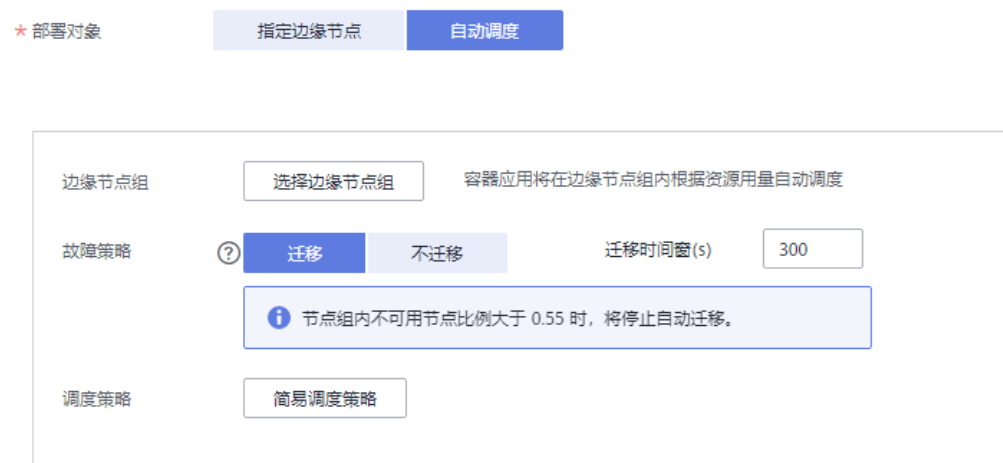 * 部署对象 指定边缘节点 自动调度
边缘节点组 选择边缘节点组 容器应用将在边缘节点组内根据资源用量自动调度
故障策略 ? 迁移 不迁移 迁移时间窗(s) 300
i 节点组内不可用节点比例大于 0.55 时，将停止自动迁移。
调度策略 简易调度策略